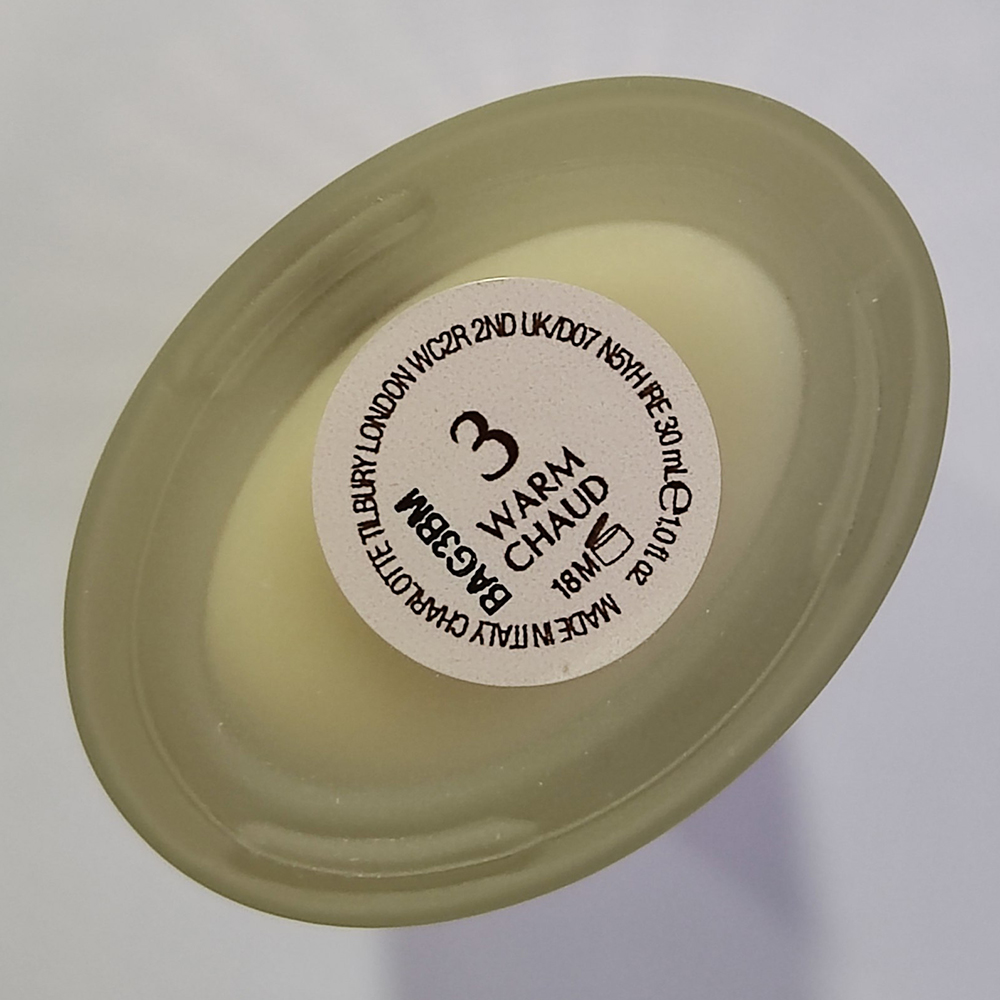 3
WARM
CHAUD
18M
BAG3BM
MADE IN ITALY CHARLOTTE TILBURY LONDON WC2R 2ND UK/D07 N5YH IRE 30 mL e 1.0 fl. oz.